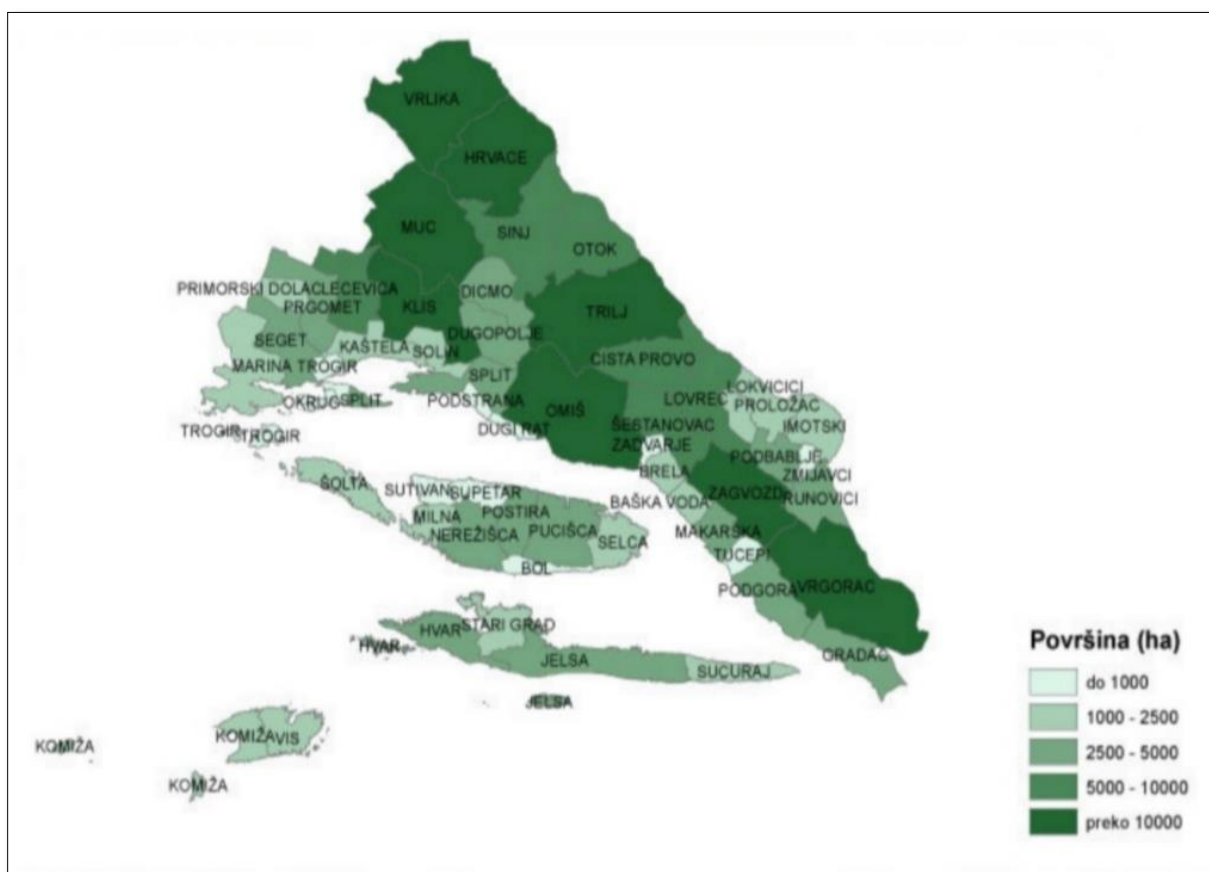 VRLIKA
HRVACE
MUC
SINJ
OTOK
PRIMORSKI DOLAC
LECEVICA
DICMO
PRGOMET
KLIS
TRILJ
SEGET
KAŠTELA
SOLIN
DUGOPOLJE
CISTA PROVO
MARINA
TROGIR
SPLIT
LOKVICICI
OKRUG
SPLIT
PODSTRANA
OMIŠ
LOVREC
PROLOŽAC
TROGIR
TROGIR
DUGI RAT
ŠESTANOVAC
IMOTSKI
ZADVARJE
PODBABLJE
BRELA
ZMIJAVCI
ŠOLTA
SUTIVAN
SUPETAR
BAŠKA VODA
ZAGVOZD
RUNOVICI
MILNA
POSTIRA
NEREŽIŠCA
PUCIŠCA
MAKARSKA
SELCA
TUCEPI
BOL
PODGORA
VRGORAC
HVAR
STARI GRAD
HVAR
GRADAC
JELSA
SUCURAJ
JELSA
KOMIŽA
KOMIŽA
VIS
KOMIŽA
Površina (ha)
do 1000
1000 - 2500
2500 - 5000
5000 - 10000
preko 10000